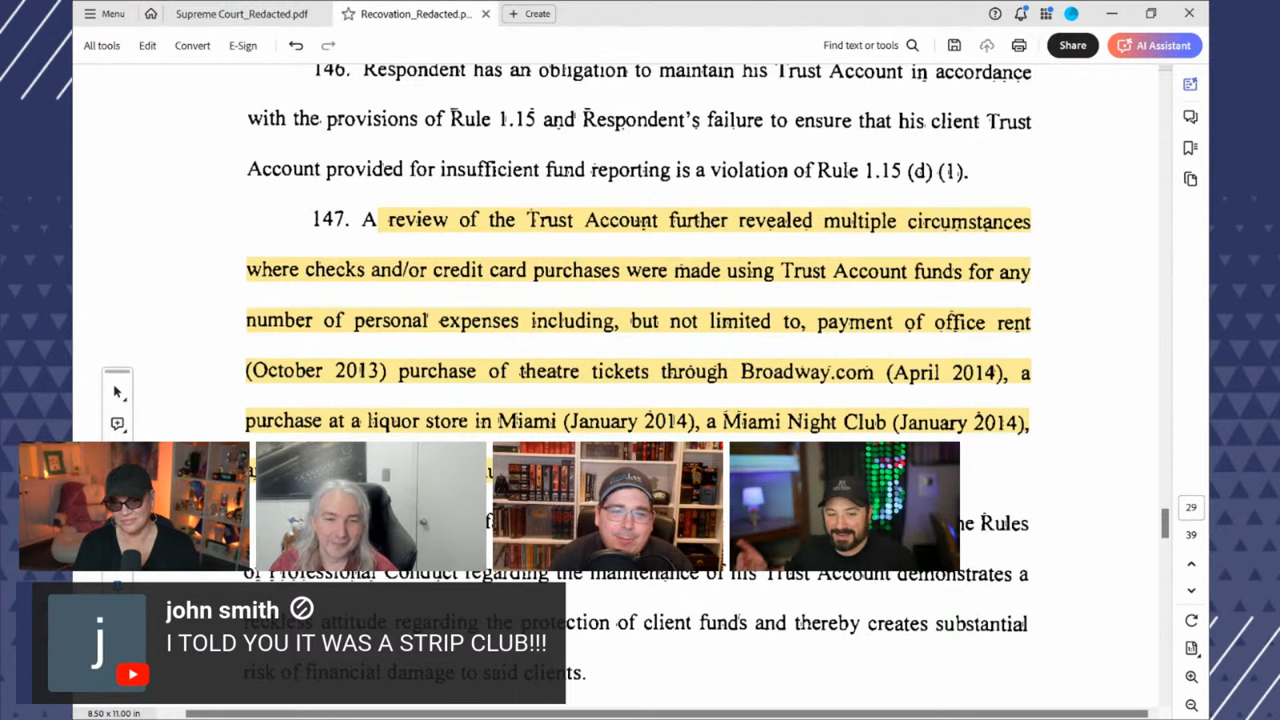 Menu
Supreme Court_Redacted.pdf
Recovation_Redacted.p...
Create
All tools
Edit
Convert
E-Sign
Find text or tools
Share
AI Assistant
146. Respondent has an obligation to maintain his Trust Account in accordance
with the provisions of Rule 1.15 and Respondent's failure to ensure that his client Trust
Account provided for insufficient fund reporting is a violation of Rule 1.15 (d) (1).
147. A review of the Trust Account further revealed multiple circumstances
where checks and/or credit card purchases were made using Trust Account funds for any
number of personal expenses including, but not limited to, payment of office rent
(October 2013) purchase of theatre tickets through Broadway.com (April 2014), a
purchase at a liquor store in Miami (January 2014), a Miami Night Club (January 2014),
Rules
of Professional Conduct regarding the maintenance of his Trust Account demonstrates a
reckless attitude regarding the protection of client funds and thereby creates substantial
risk of financial damage to said clients.
29
39
8.50 x 11.00 in
j
john smith
I TOLD YOU IT WAS A STRIP CLUB!!!